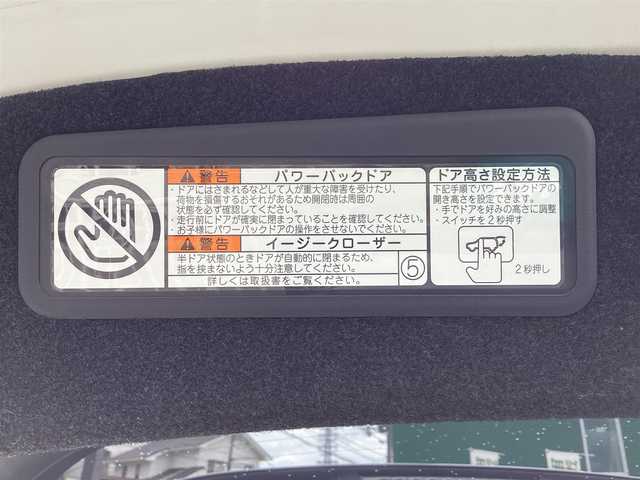 警告 パワーバックドア
・ドアにはさまれるなどして人が重大な障害を受けたり、
荷物を損傷するおそれがあるため開閉時は周囲の
状態を必ず確認してください。
・走行前にドアが確実に閉まっていることを確認してください。
・お子様にパワーバックドアの操作をさせないでください。
警告 イージークローザー
半ドア状態のときドアが自動的に閉まるため、
指を挟まないよう十分注意してください。
詳しくは取扱書をご覧ください。
⑤
ドア高さ設定方法
下記手順でパワーバックドアの
開き高さを設定できます。
・手でドアを好みの高さに調整
・スイッチを2秒押す
2秒押し